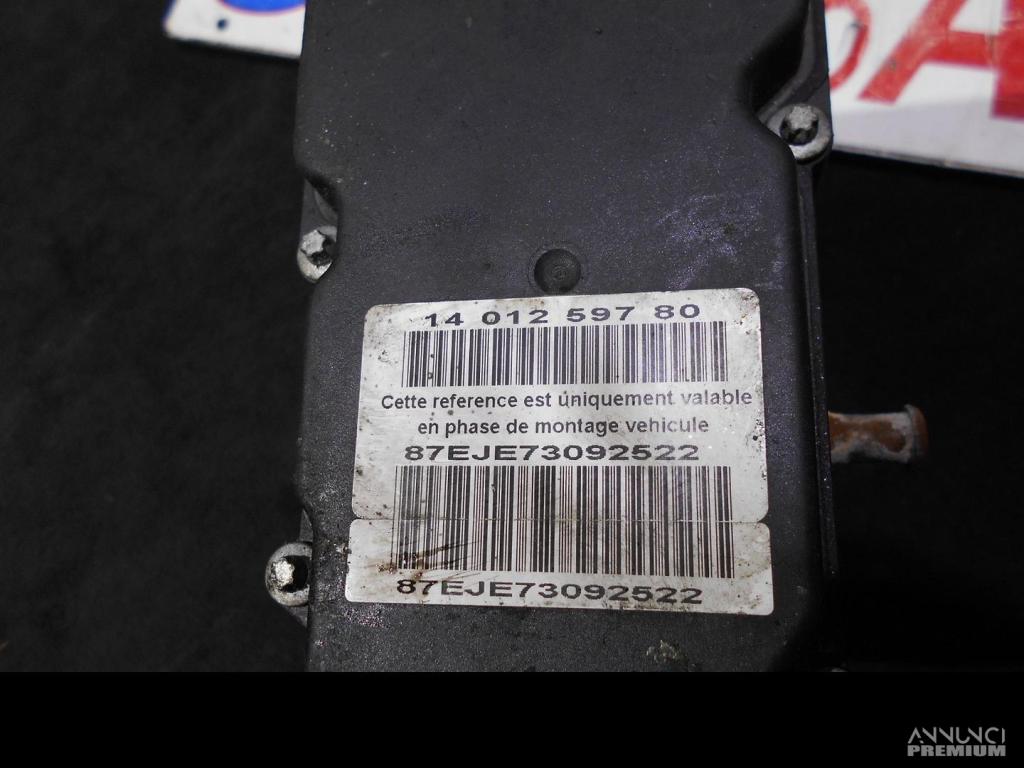 14 012 597 80
Cette reference est uniquement valable
en phase de montage vehicule
87EJE73092522
87EJE73092522
ANNUNCI
PREMIUM